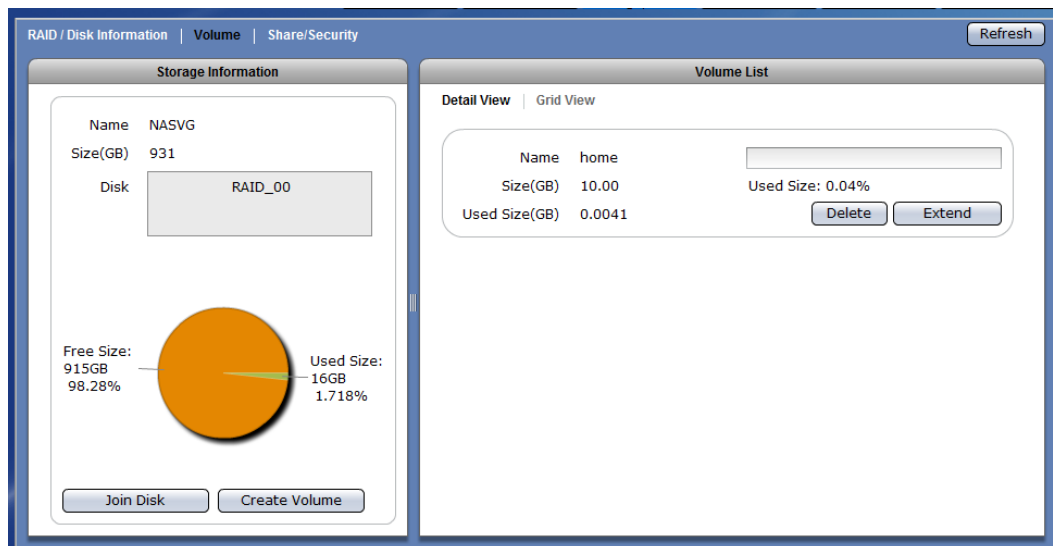 RAID / Disk Information | Volume | Share/Security
Refresh
Storage Information
Name NASVG
Size(GB) 931
Disk RAID_00
Free Size:
915GB
98.28%
Used Size:
16GB
1.718%
Join Disk Create Volume
Volume List
Detail View | Grid View
Name home
Size(GB) 10.00 Used Size: 0.04%
Used Size(GB) 0.0041 Delete Extend